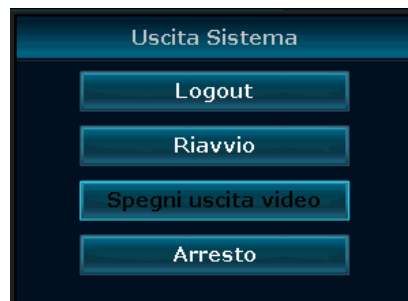 Uscita Sistema
Logout
Riavvio
Spegni uscita video
Arresto